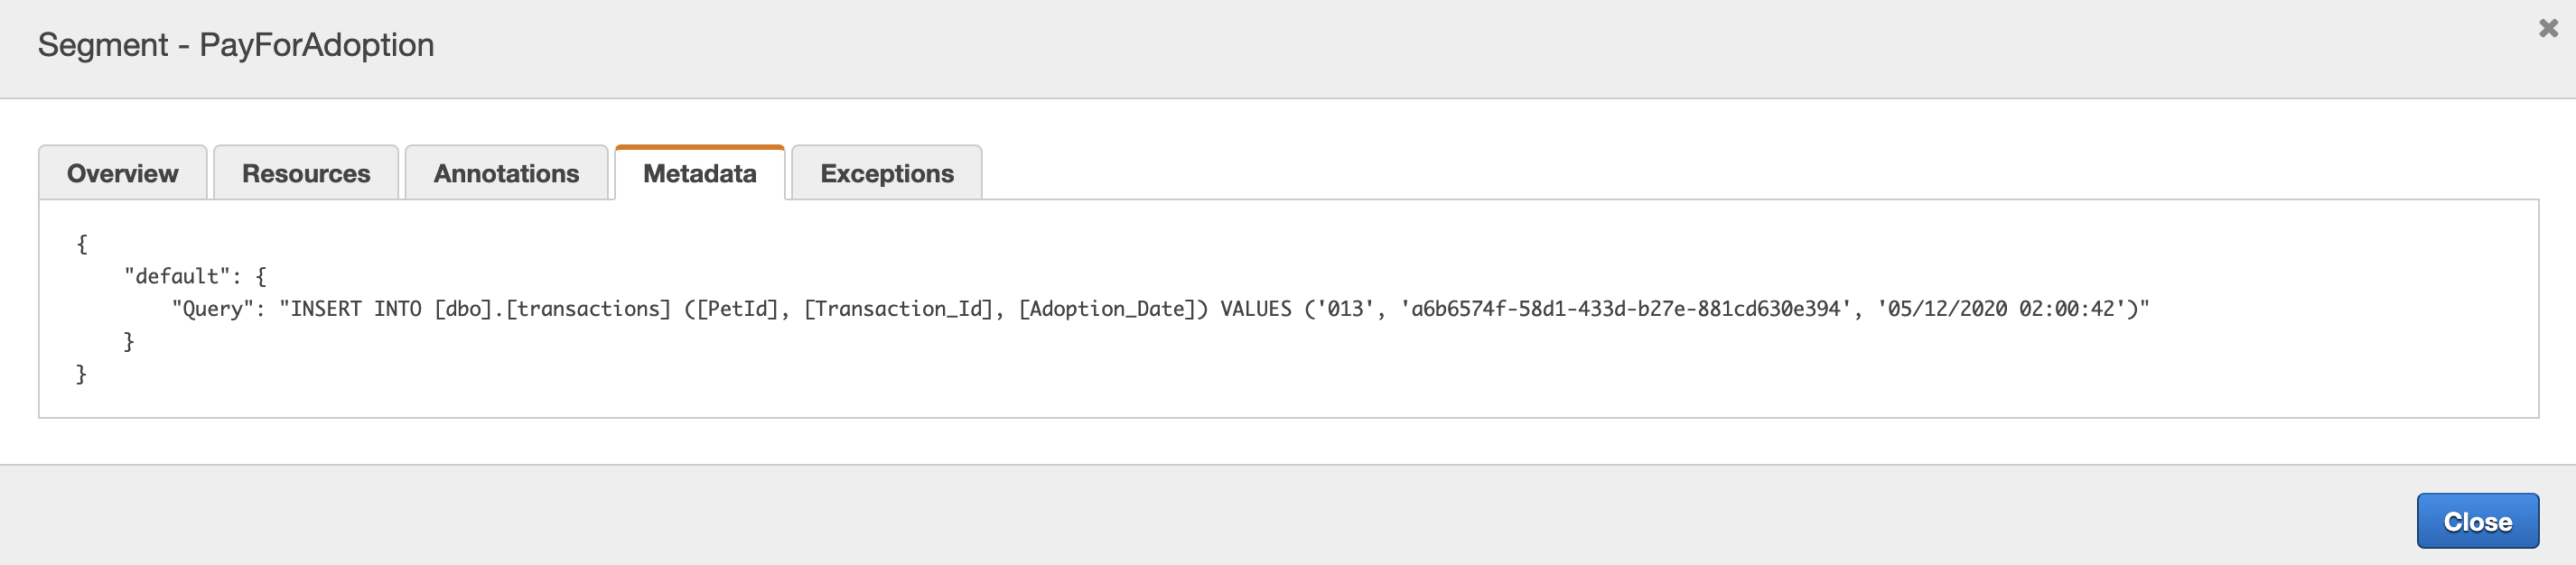 Segment - PayForAdoption
Overview Resources Annotations Metadata Exceptions
{
"default": {
"Query": "INSERT INTO [dbo].[transactions] ([PetId], [Transaction_Id], [Adoption_Date]) VALUES ('013', 'a6b6574f-58d1-433d-b27e-881cd630e394', '05/12/2020 02:00:42')"
}
}
Close